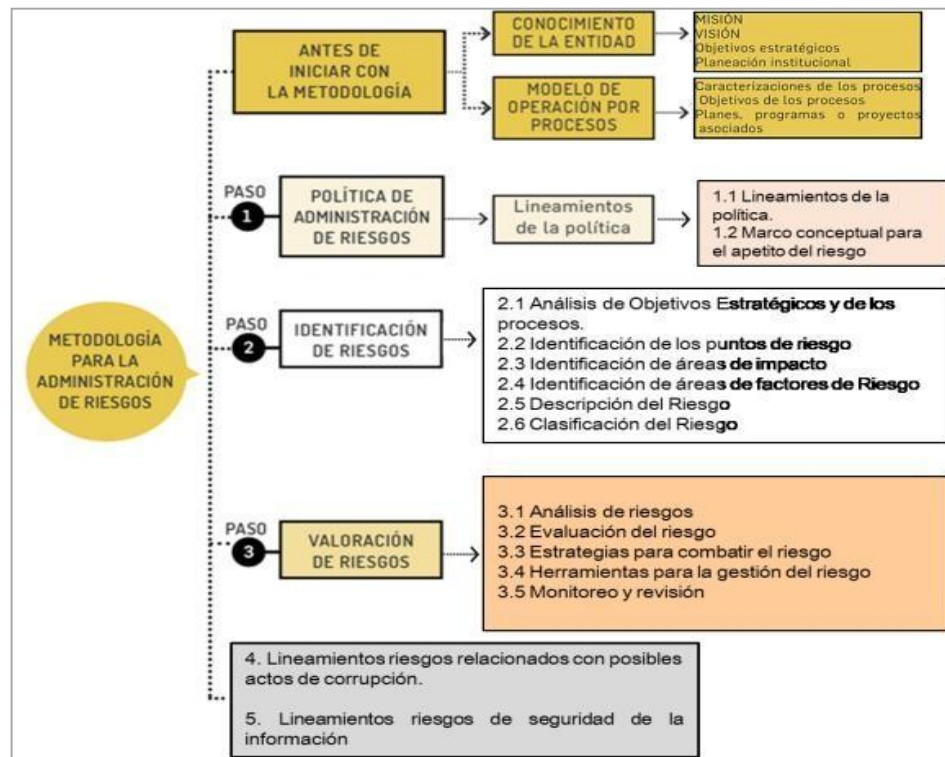 ANTES DE
INICIAR CON
LA METODOLOGÍA
CONOCIMIENTO
DE LA ENTIDAD
MISIÓN
VISIÓN
Objetivos estratégicos
Planeación institucional
MODELO DE
OPERACIÓN POR
PROCESOS
Caracterizaciones de los procesos
Objetivos de los procesos
Planes, programas o proyectos
asociados
PASO
1
POLÍTICA DE
ADMINISTRACIÓN
DE RIESGOS
Lineamientos
de la política
1.1 Lineamientos de la
política.
1.2 Marco conceptual para
el apetito del riesgo
METODOLOGÍA
PARA LA
ADMINISTRACIÓN
DE RIESGOS
PASO
2
IDENTIFICACIÓN
DE RIESGOS
2.1 Análisis de Objetivos Estratégicos y de los
procesos.
2.2 Identificación de los puntos de riesgo
2.3 Identificación de áreas de impacto
2.4 Identificación de áreas de factores de Riesgo
2.5 Descripción del Riesgo
2.6 Clasificación del Riesgo
PASO
3
VALORACIÓN
DE RIESGOS
3.1 Análisis de riesgos
3.2 Evaluación del riesgo
3.3 Estrategias para combatir el riesgo
3.4 Herramientas para la gestión del riesgo
3.5 Monitoreo y revisión
4. Lineamientos riesgos relacionados con posibles
actos de corrupción.
5. Lineamientos riesgos de seguridad de la
información